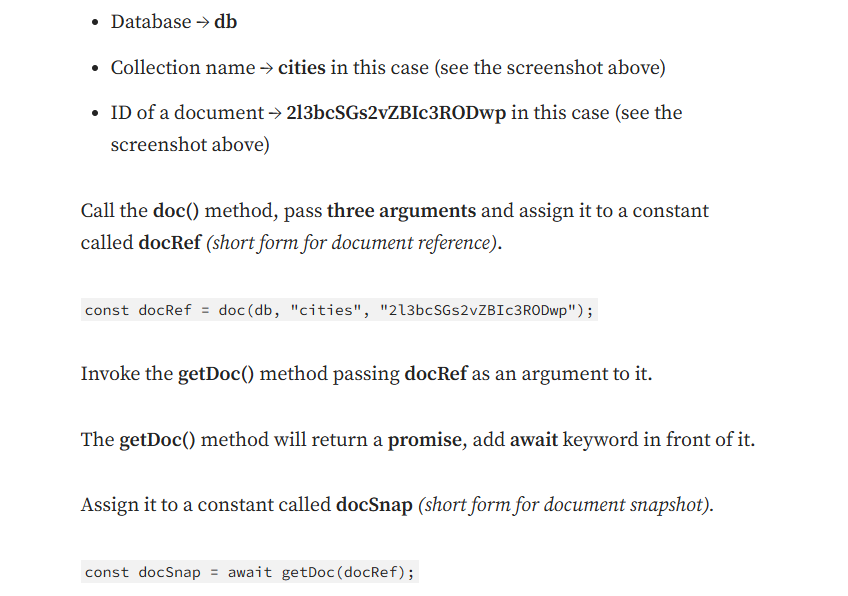 • Database → db
• Collection name → cities in this case (see the screenshot above)
• ID of a document → 2l3bcSGs2vZBIc3RODwp in this case (see the
screenshot above)
Call the doc() method, pass three arguments and assign it to a constant
called docRef (short form for document reference).
const docRef = doc(db, "cities", "2l3bcSGs2vZBIc3RODwp");
Invoke the getDoc() method passing docRef as an argument to it.
The getDoc() method will return a promise, add await keyword in front of it.
Assign it to a constant called docSnap (short form for document snapshot).
const docSnap = await getDoc(docRef);